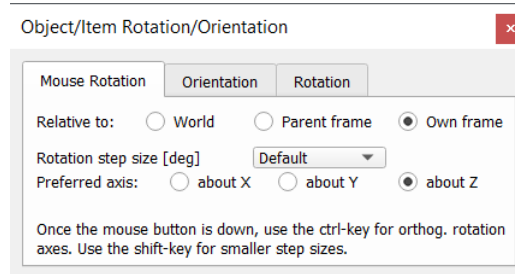 Object/Item Rotation/Orientation
Mouse Rotation Orientation Rotation
Relative to: World Parent frame Own frame
Rotation step size [deg] Default
Preferred axis: about X about Y about Z
Once the mouse button is down, use the ctrl-key for orthog. rotation
axes. Use the shift-key for smaller step sizes.